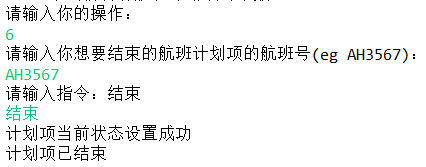 请输入你的操作：
6
请输入你想要结束的航班计划项的航班号(eg AH3567)：
AH3567
请输入指令：结束
结束
计划项当前状态设置成功
计划项已结束